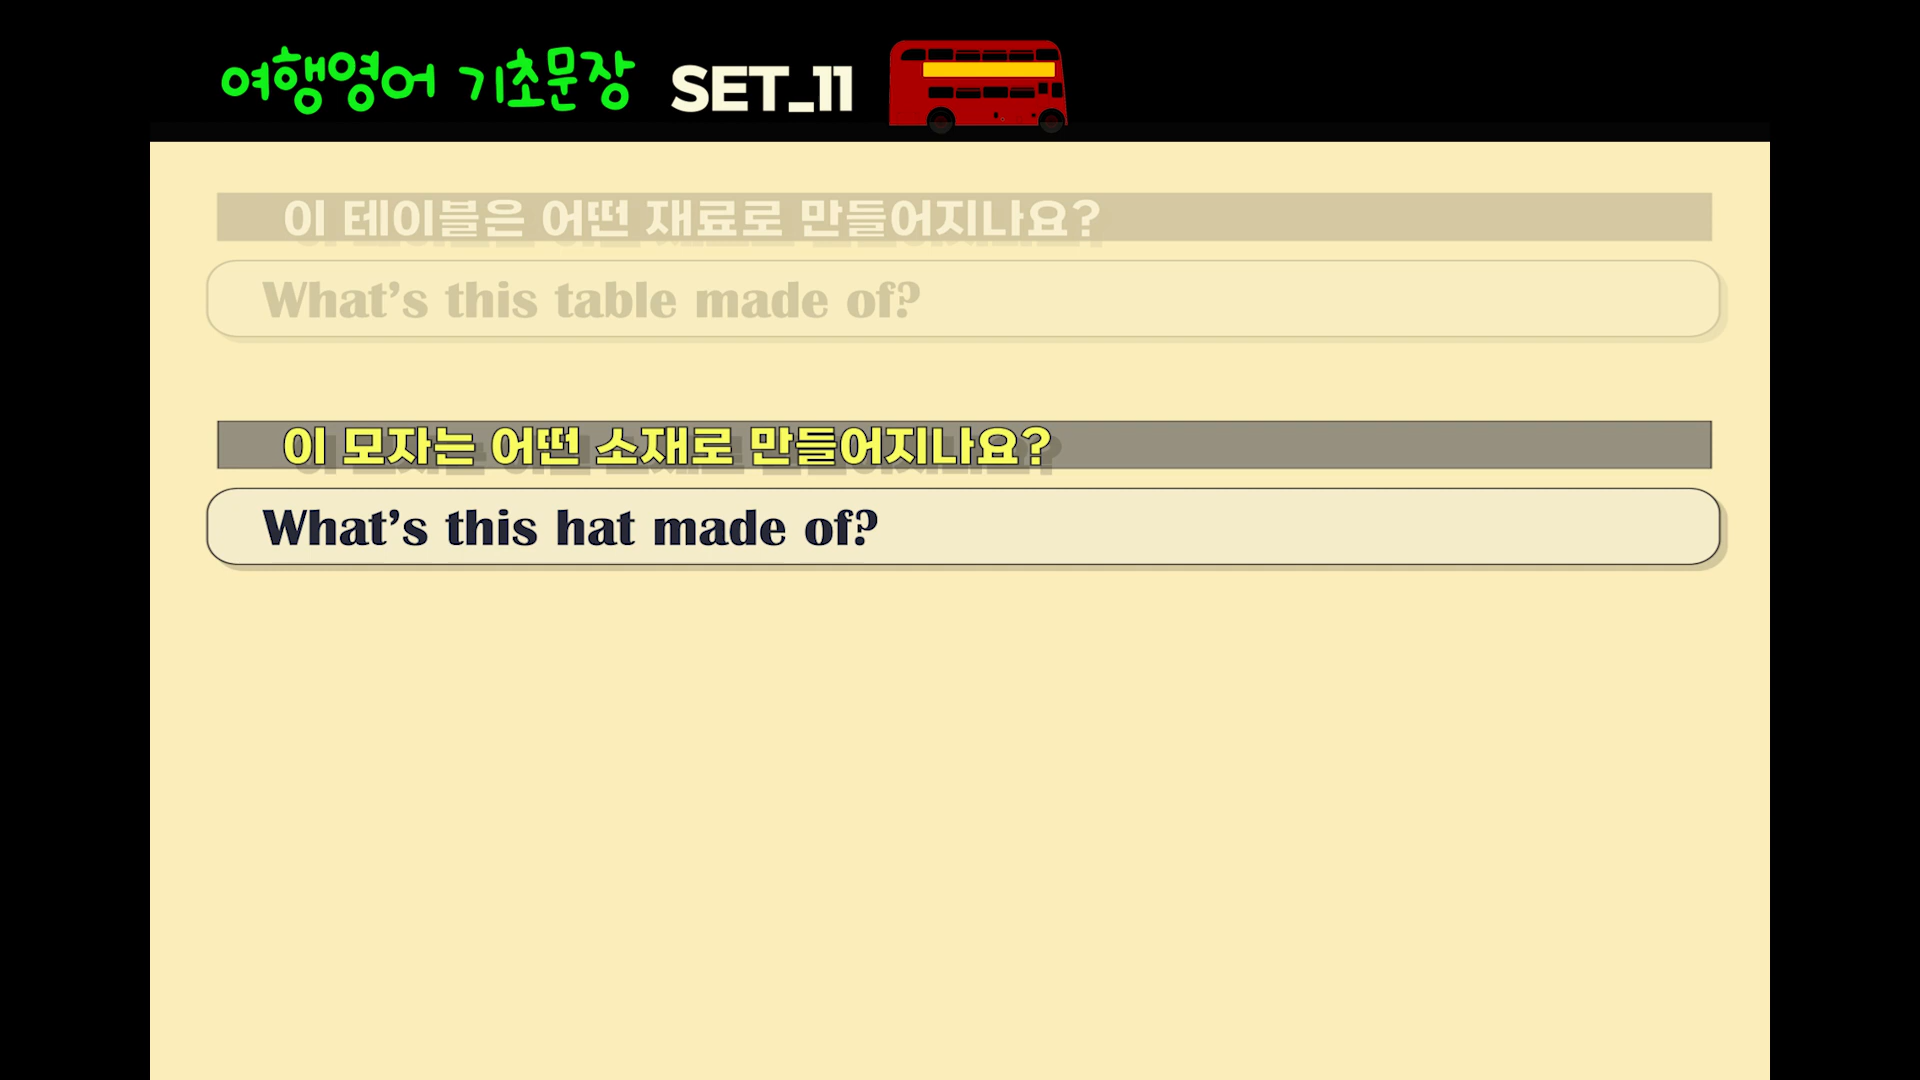 여행영어 기초문장 SET_11
이 테이블은 어떤 재료로 만들어지나요?
What's this table made of?
이 모자는 어떤 소재로 만들어지나요?
What's this hat made of?